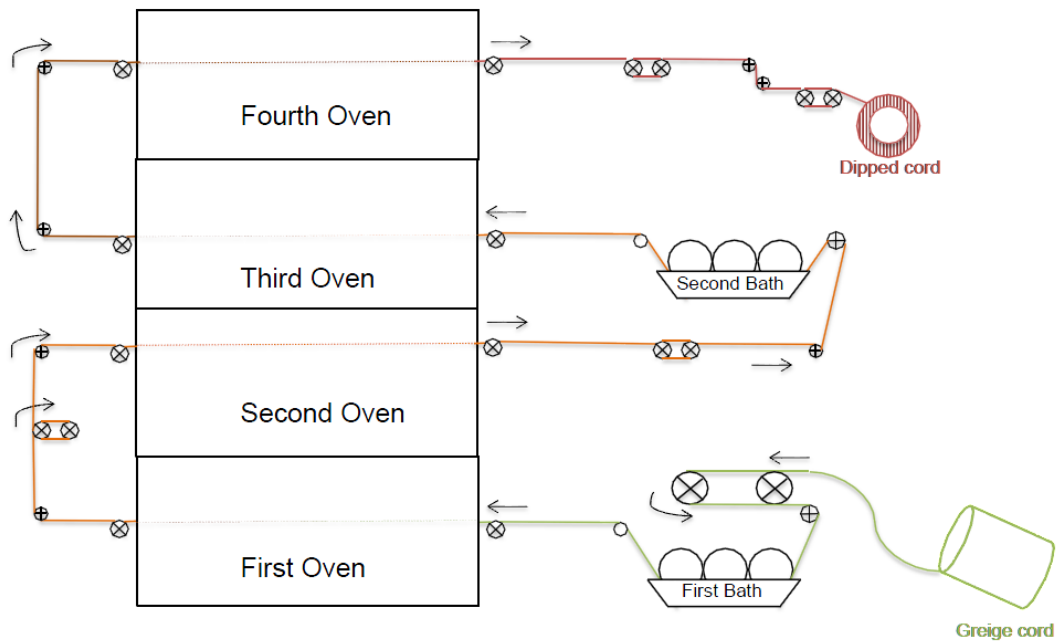 Fourth Oven
Dipped cord
Third Oven
Second Bath
Second Oven
First Oven
First Bath
Greige cord